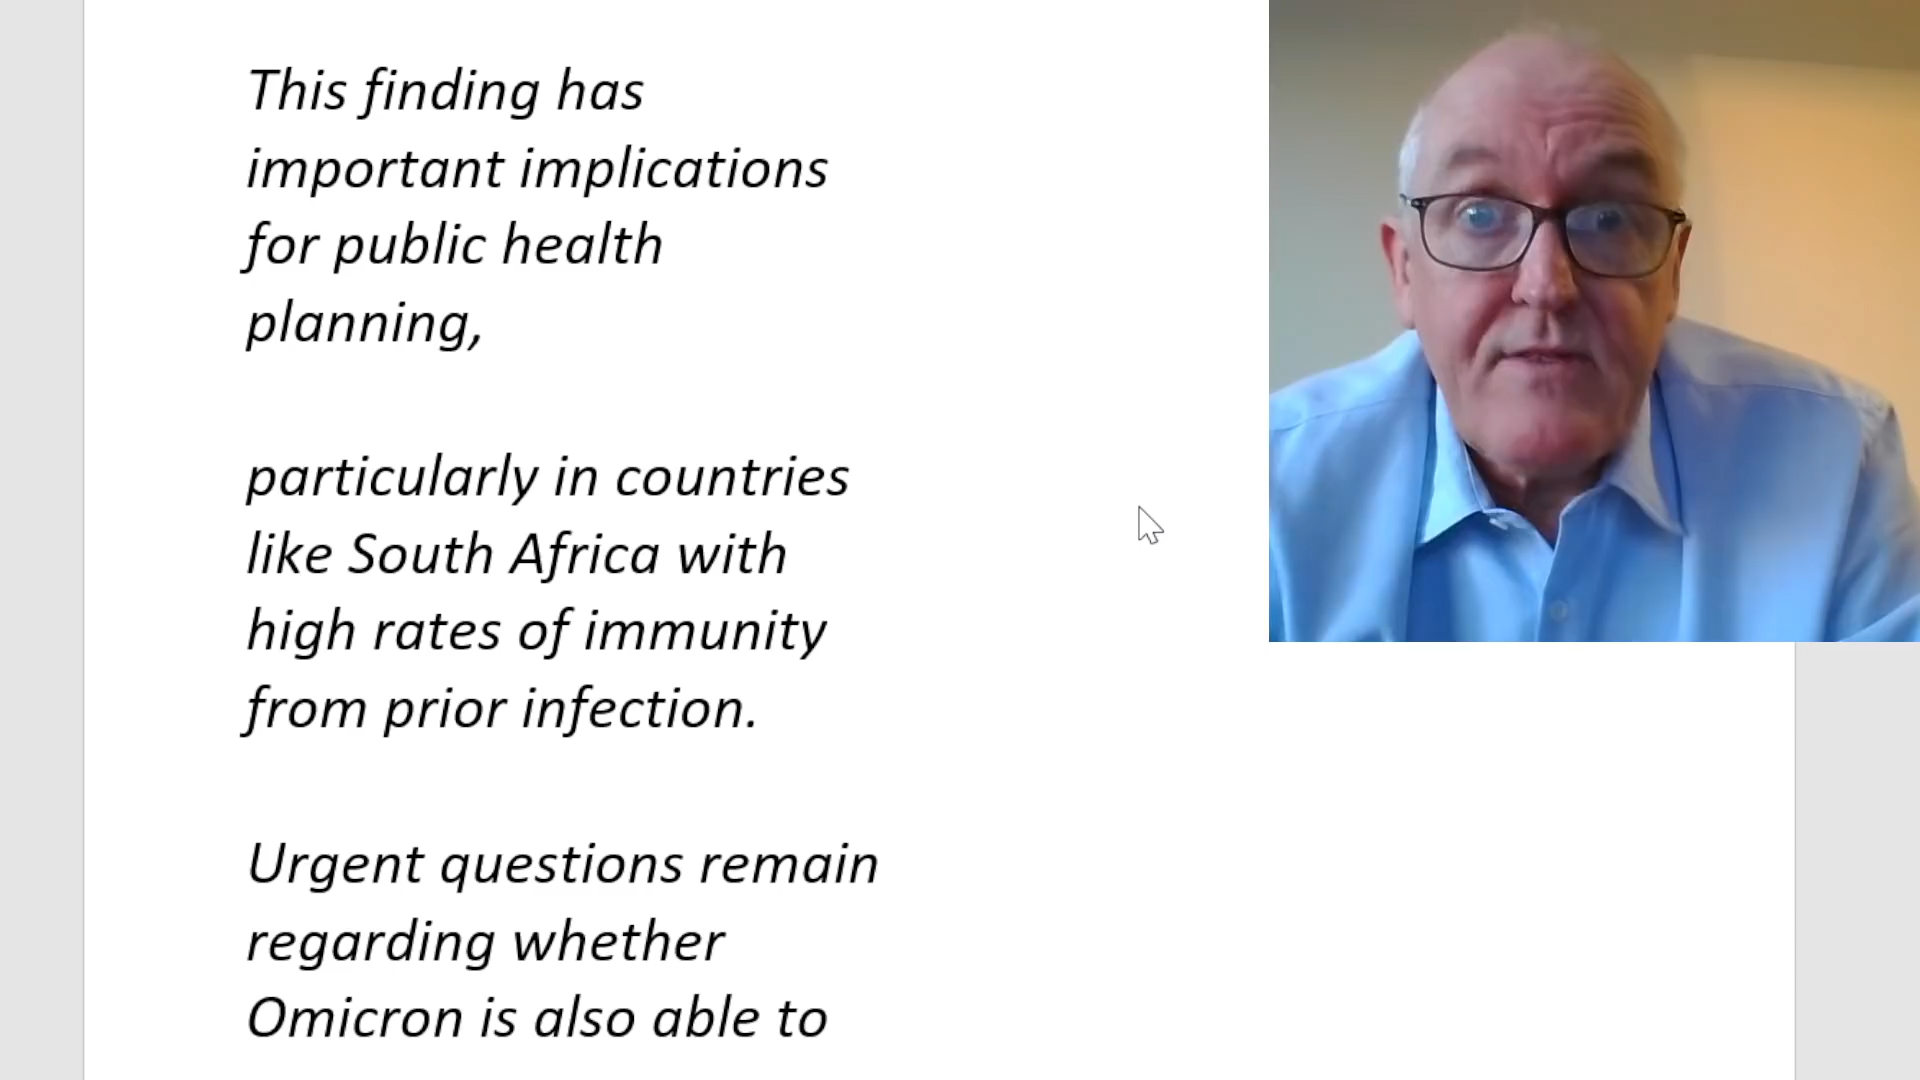 This finding has
important implications
for public health
planning,
particularly in countries
like South Africa with
high rates of immunity
from prior infection.
Urgent questions remain
regarding whether
Omicron is also able to